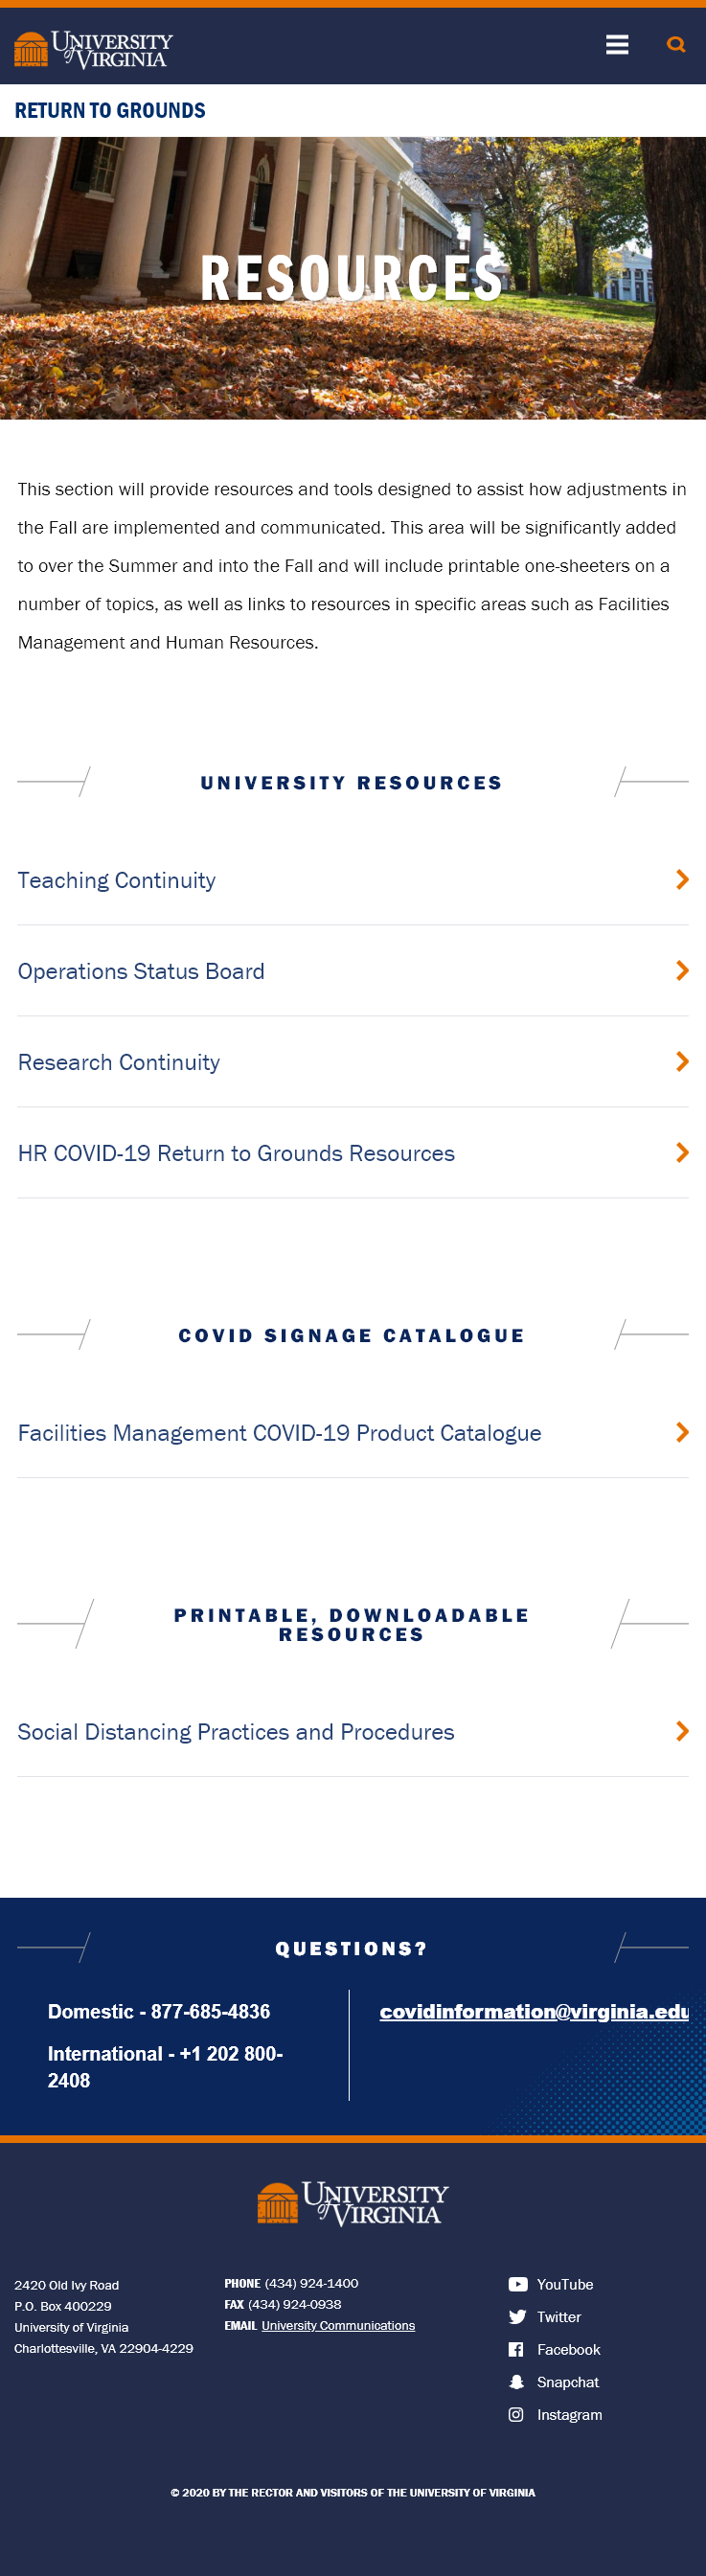 UNIVERSITY
of VIRGINIA
RETURN TO GROUNDS
RESOURCES
This section will provide resources and tools designed to assist how adjustments in
the Fall are implemented and communicated. This area will be significantly added
to over the Summer and into the Fall and will include printable one-sheeters on a
number of topics, as well as links to resources in specific areas such as Facilities
Management and Human Resources.
UNIVERSITY RESOURCES
Teaching Continuity
Operations Status Board
Research Continuity
HR COVID-19 Return to Grounds Resources
COVID SIGNAGE CATALOGUE
Facilities Management COVID-19 Product Catalogue
PRINTABLE, DOWNLOADABLE
RESOURCES
Social Distancing Practices and Procedures
QUESTIONS?
Domestic - 877-685-4836
International - +1 202 800-
2408
covidinformation@virginia.edu
UNIVERSITY
of VIRGINIA
2420 Old Ivy Road
P.O. Box 400229
University of Virginia
Charlottesville, VA 22904-4229
PHONE (434) 924-1400
FAX (434) 924-0938
EMAIL University Communications
YouTube
Twitter
Facebook
Snapchat
Instagram
© 2020 BY THE RECTOR AND VISITORS OF THE UNIVERSITY OF VIRGINIA